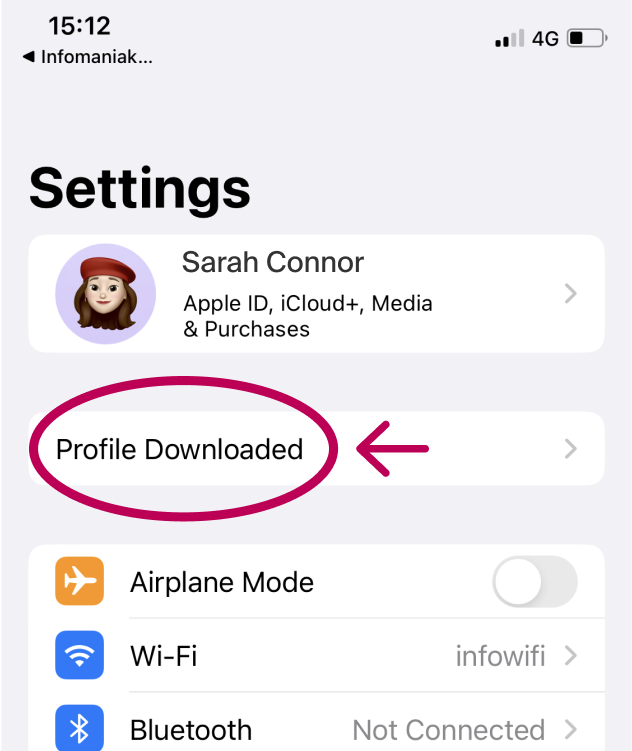 15:12
4G
◀ Infomaniak...
Settings
Sarah Connor
Apple ID, iCloud+, Media
& Purchases
Profile Downloaded
Airplane Mode
Wi-Fi infowifi
Bluetooth Not Connected